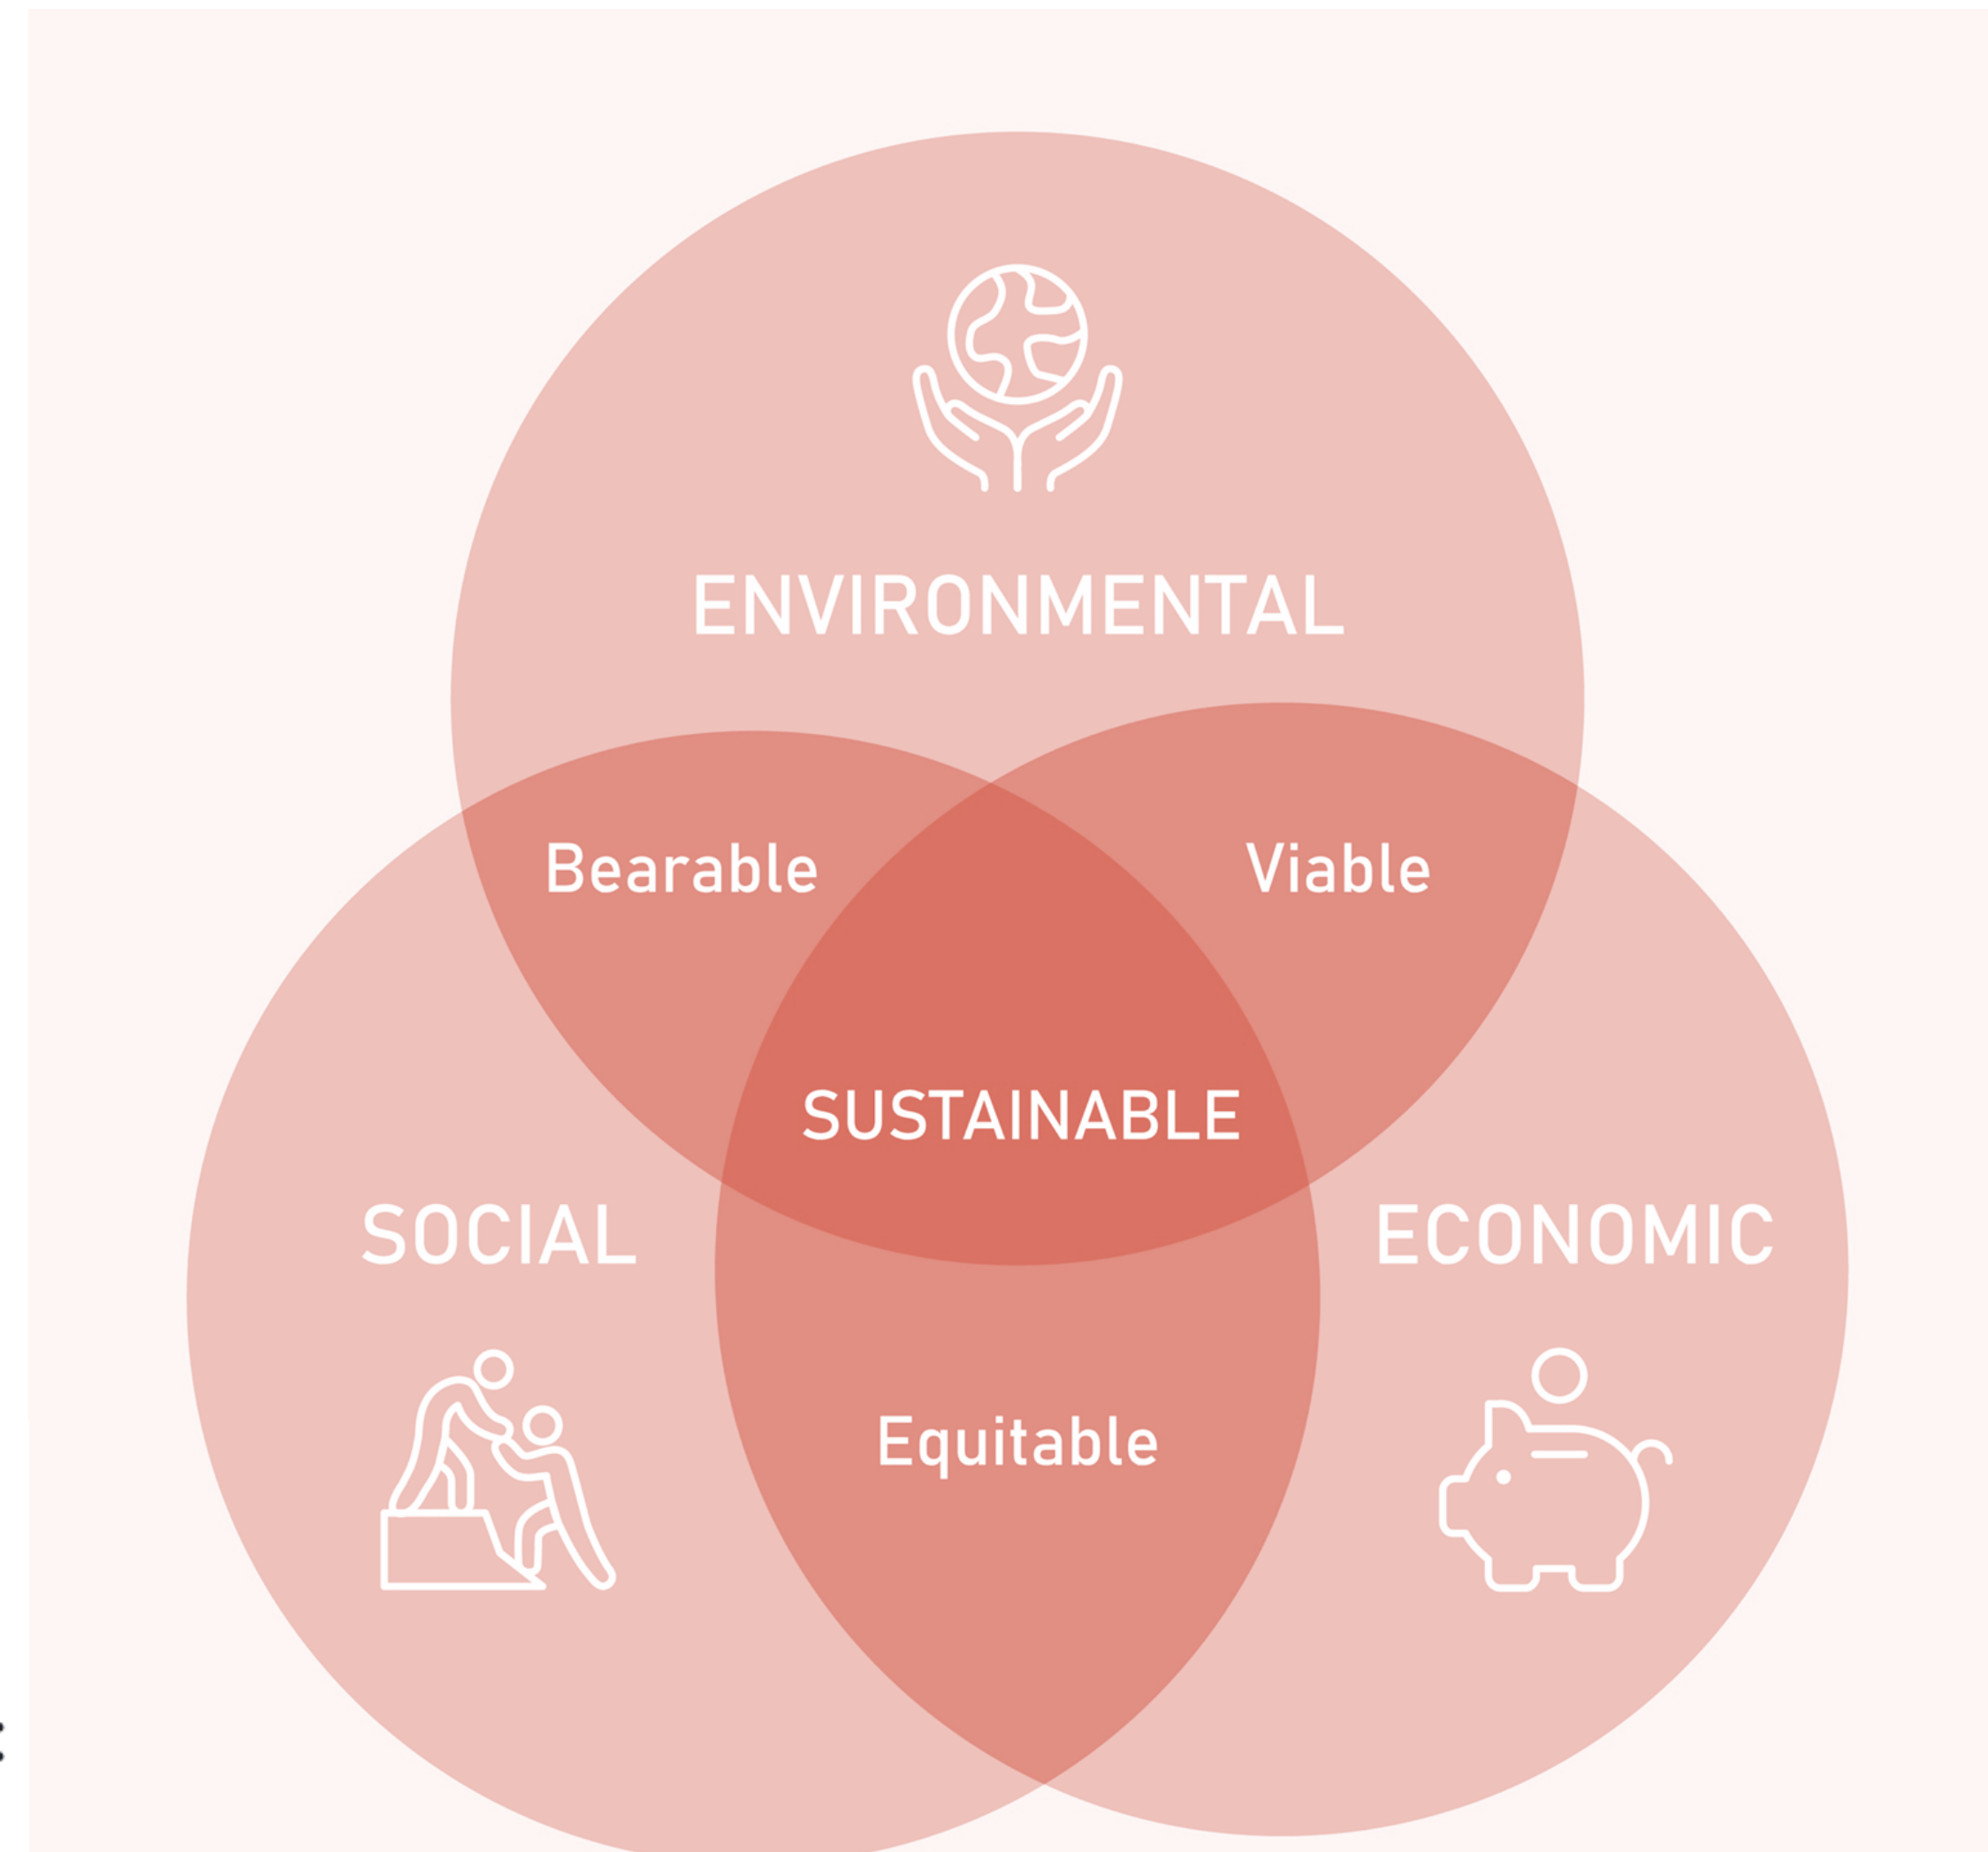 ENVIRONMENTAL
Bearable
Viable
SUSTAINABLE
SOCIAL
ECONOMIC
Equitable